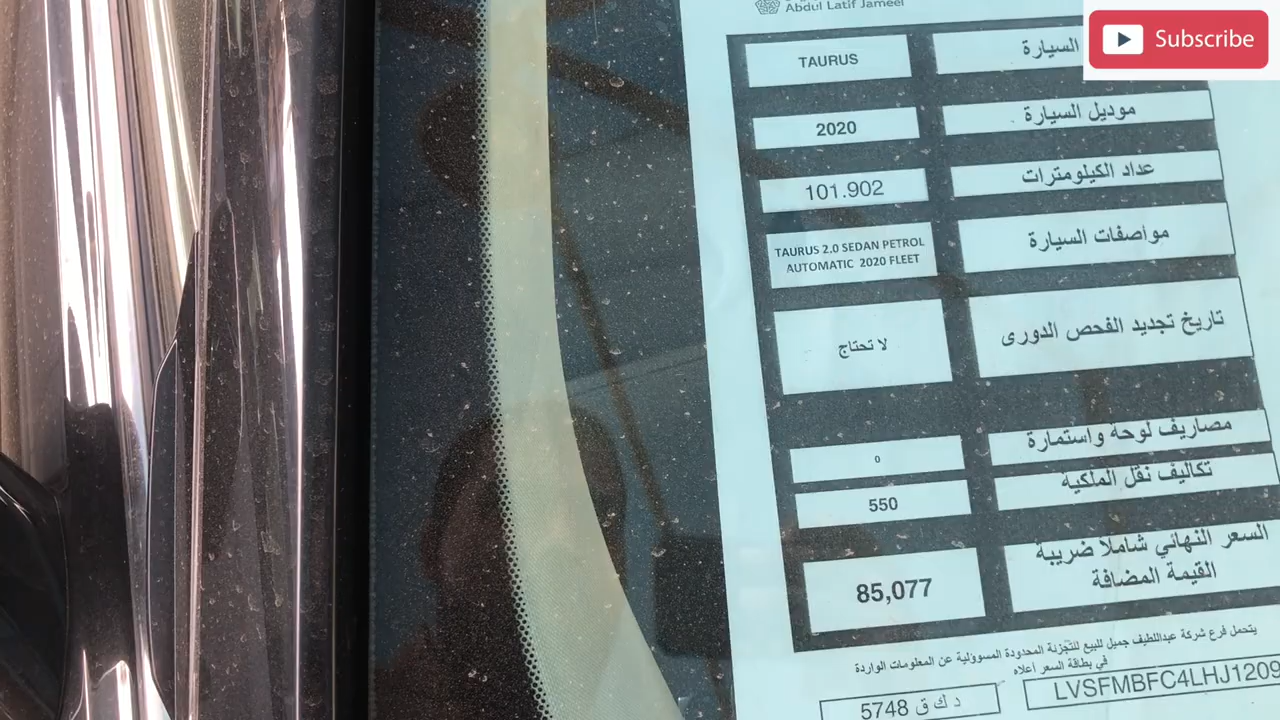 Abdul Latif Jameel
Subscribe
السيارة
TAURUS
موديل السيارة
2020
عداد الكيلومترات
101.902
مواصفات السيارة
TAURUS 2.0 SEDAN PETROL
AUTOMATIC 2020 FLEET
تاريخ تجديد الفحص الدورى
لا تحتاج
مصاريف لوحة واستمارة
0
تكاليف نقل الملكية
550
السعر النهائي شاملا ضريبة
القيمة المضافة
85,077
يتحمل فرع شركة عبداللطيف جميل للبيع للتجزئة المحدودة المسؤولية عن المعلومات الواردة
في بطاقة السعر أعلاه
LVSFMBFC4LHJ1209
د ك ق 5748